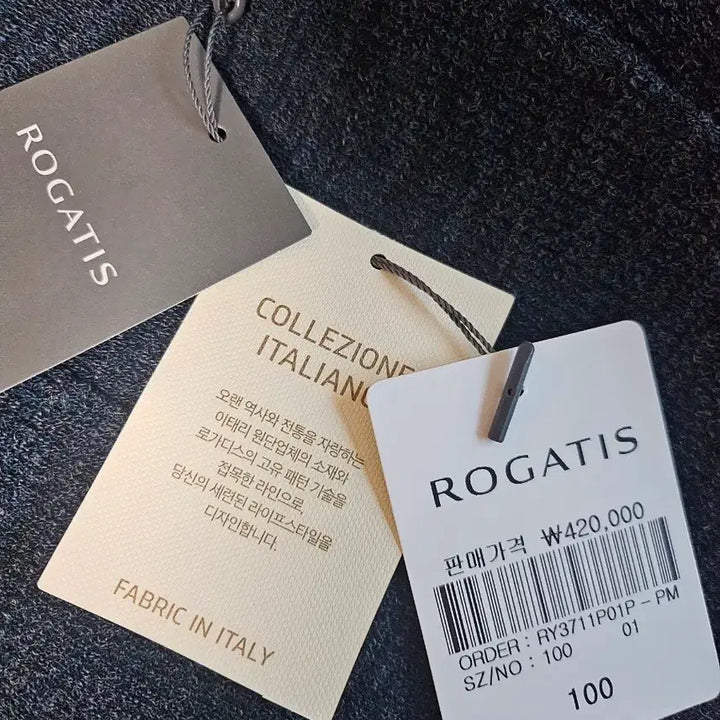 ROGATIS
COLLEZIONE
ITALIANO
오랜 역사와 전통을 자랑하는
이태리 원단업체의 소재와
로가디스의 고유 패턴 기술을
접목한 라인으로,
당신의 세련된 라이프스타일을
디자인합니다.
FABRIC IN ITALY
ROGATIS
판매가격 ₩420,000
ORDER : RY3711P01P - PM
SZ/NO : 100 01
100